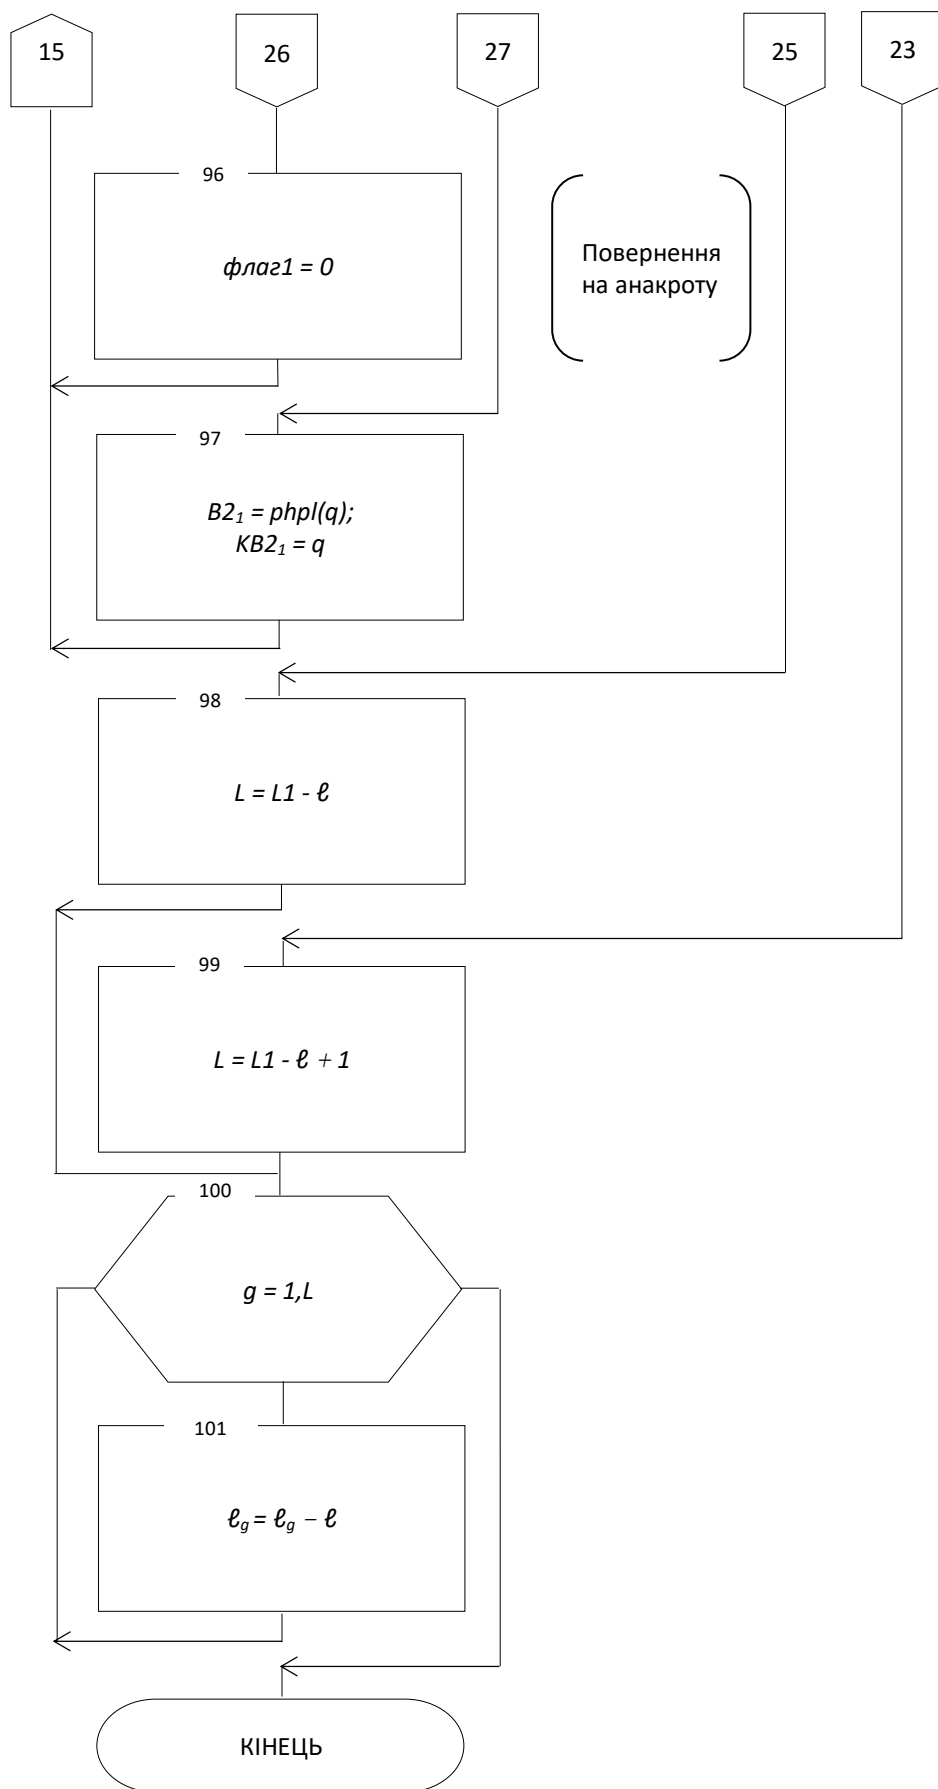 15
26
27
25
23
96
флаг1 = 0
Повернення
на анакроту
97
B2₁ = phpl(q);
KB2₁ = q
98
L = L1 - ℓ
99
L = L1 - ℓ + 1
100
g = 1,L
101
ℓg = ℓg − ℓ
КІНЕЦЬ